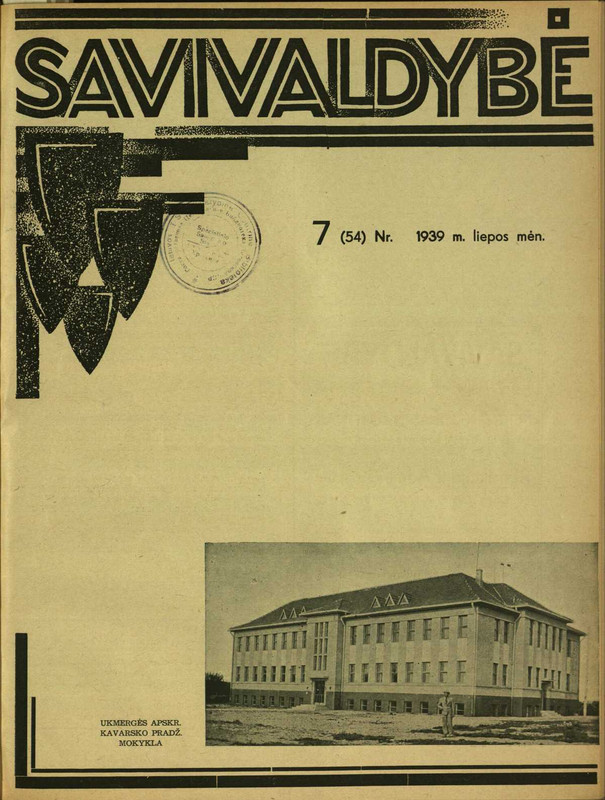 SAVIVALDYBĖ
7 (54) Nr. 1939 m. liepos mėn.
UKMERGĖS APSKR.
KAVARSKO PRADŽ.
MOKYKLA